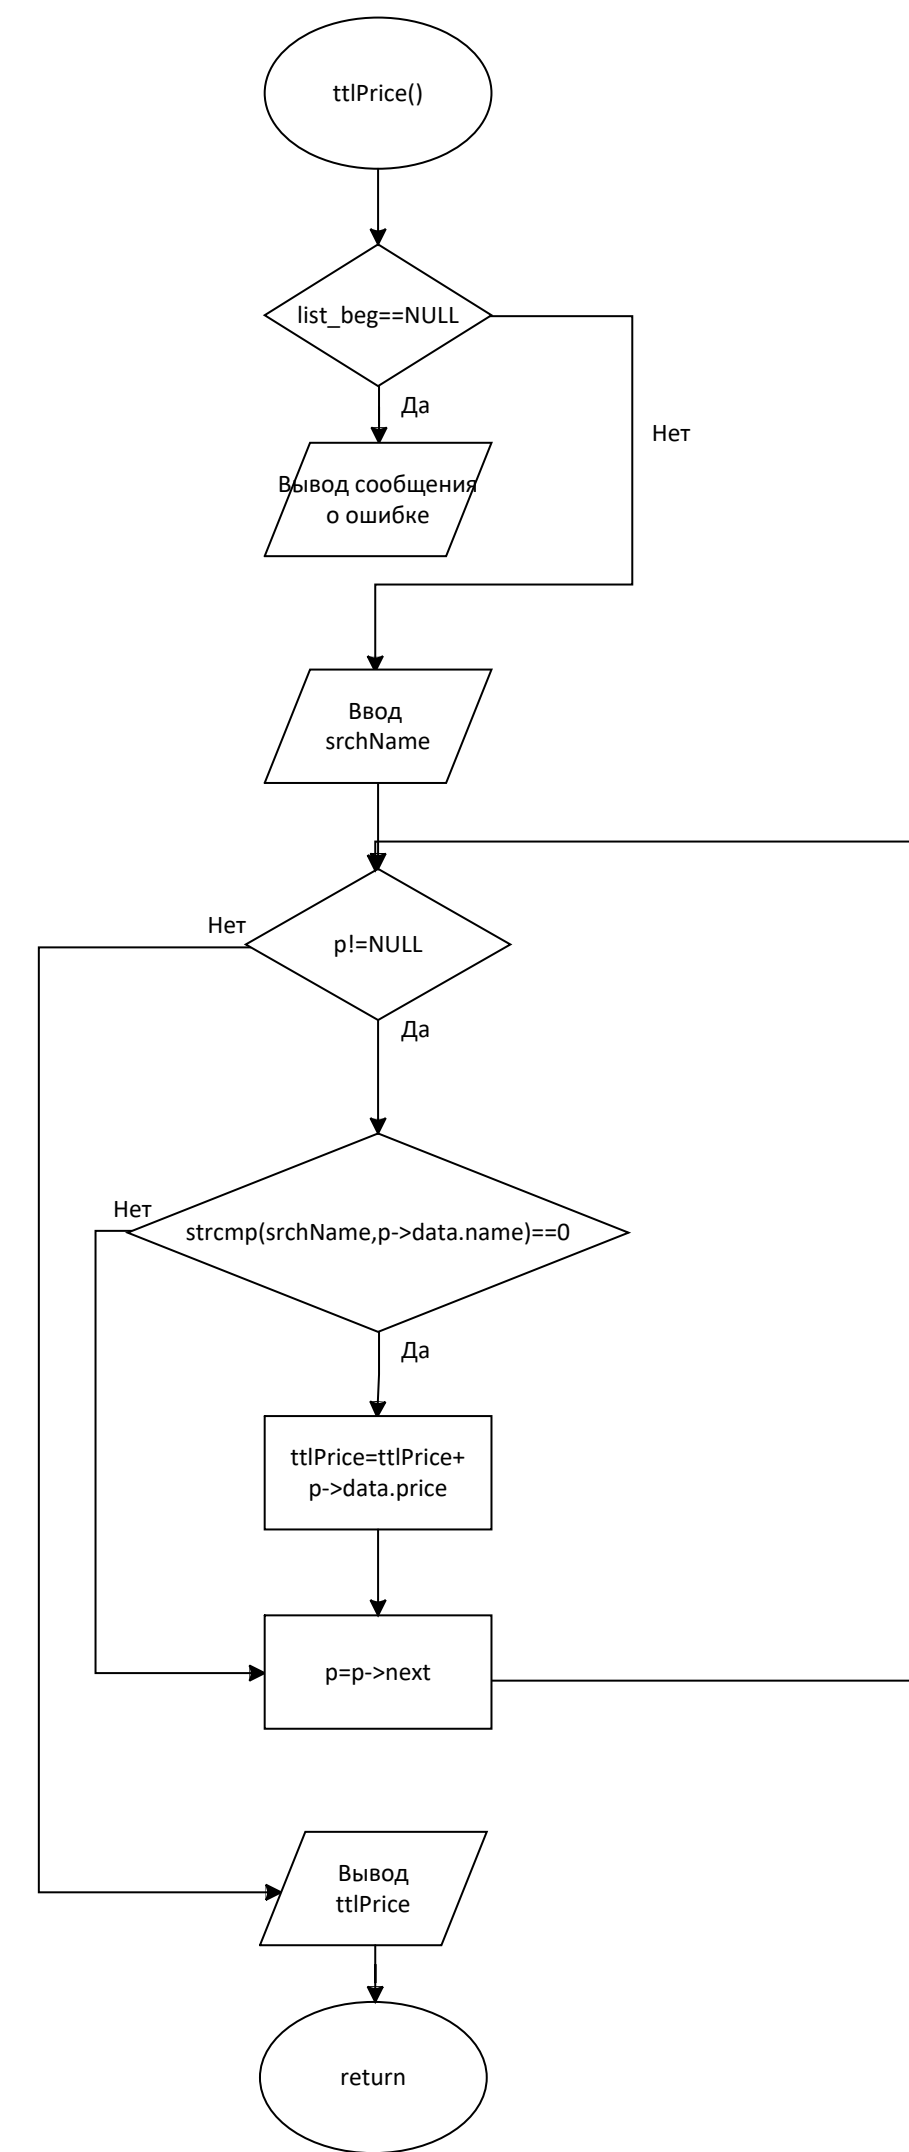 ttlPrice()
list_beg==NULL
Да
Нет
Вывод сообщения
о ошибке
Ввод
srchName
Нет
p!=NULL
Да
Нет
strcmp(srchName,p->data.name)==0
Да
ttlPrice=ttlPrice+
p->data.price
p=p->next
Вывод
ttlPrice
return